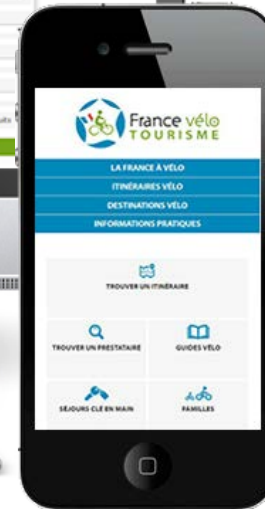 France vélo
TOURISME
LA FRANCE À VÉLO
ITINÉRAIRES VÉLO
DESTINATIONS VÉLO
INFORMATIONS PRATIQUES
TROUVER UN ITINÉRAIRE
TROUVER UN PRESTATAIRE
GUIDES VÉLO
SÉJOURS CLÉ EN MAIN
FAMILLES